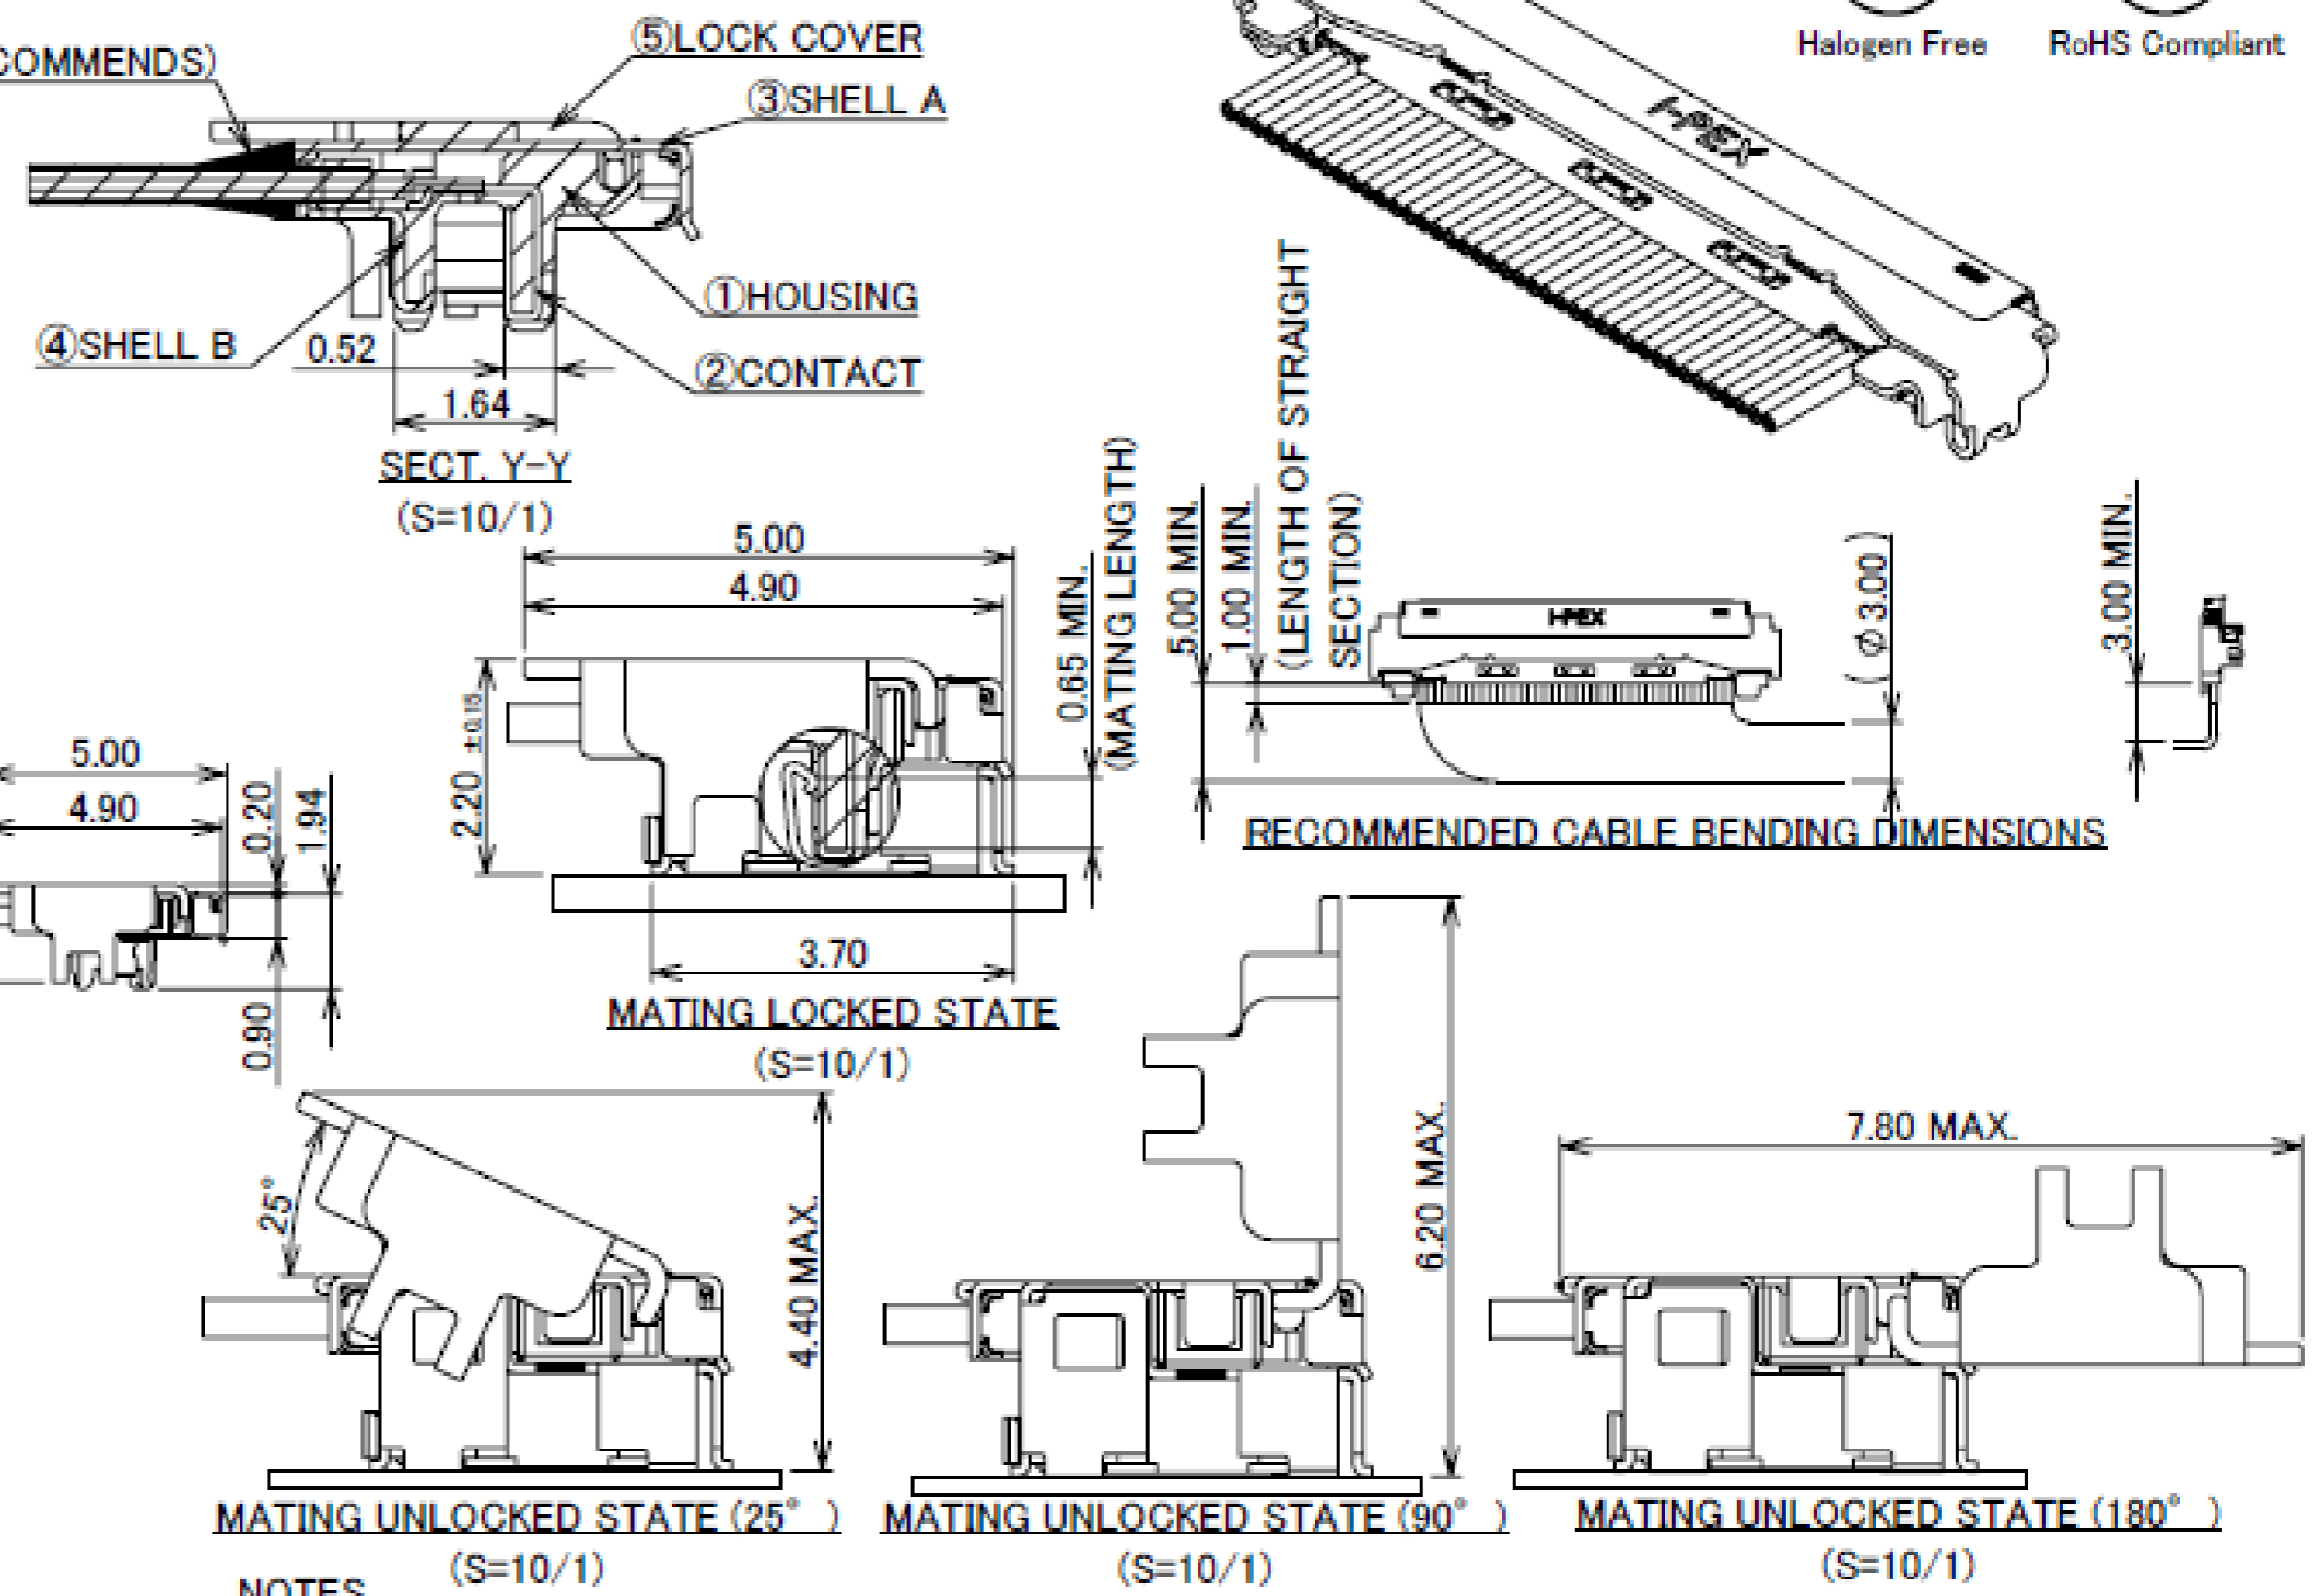 COMMENDS)
⑤LOCK COVER
③SHELL A
①HOUSING
④SHELL B
②CONTACT
0.52
1.64
SECT. Y-Y
(S=10/1)
Halogen Free
RoHS Compliant
I-PEX
5.00
4.90
2.20 ±0.15
0.65 MIN.
(MATING LENGTH)
3.70
MATING LOCKED STATE
(S=10/1)
5.00 MIN.
1.00 MIN.
(LENGTH OF STRAIGHT
SECTION)
I-PEX
(⌀3.00)
3.00 MIN.
RECOMMENDED CABLE BENDING DIMENSIONS
5.00
4.90
0.20
1.94
0.90
25°
4.40 MAX.
MATING UNLOCKED STATE (25°)
(S=10/1)
6.20 MAX.
MATING UNLOCKED STATE (90°)
(S=10/1)
7.80 MAX.
MATING UNLOCKED STATE (180°)
(S=10/1)
NOTES